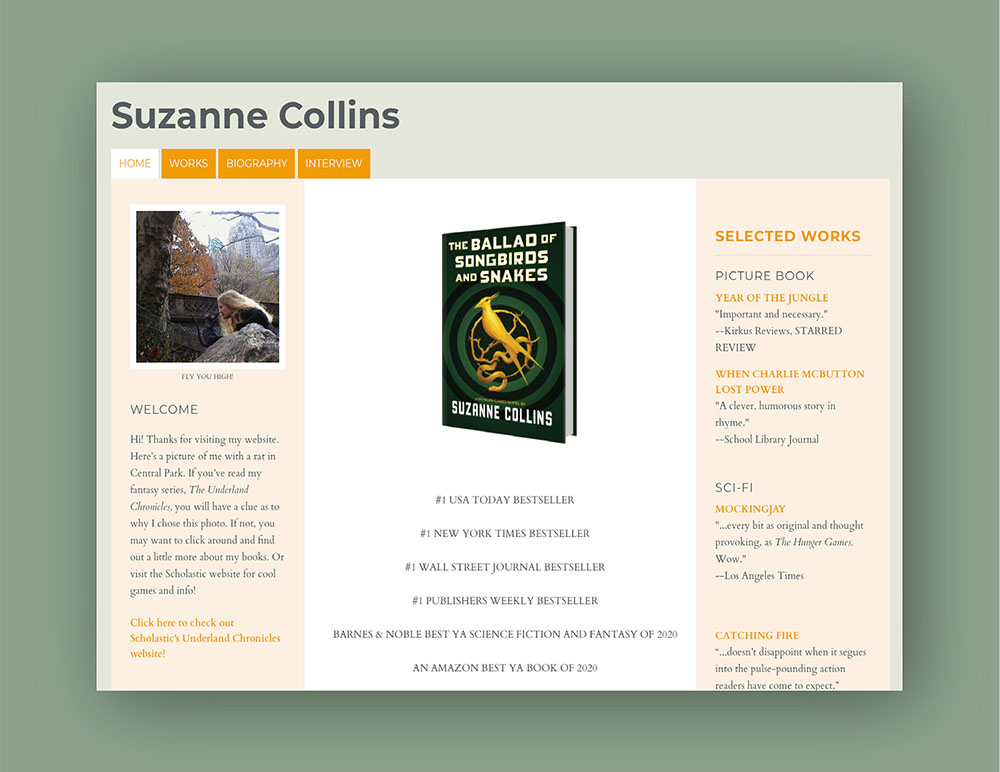 Suzanne Collins
HOME
WORKS
BIOGRAPHY
INTERVIEW
FLY YOU HIGH!
WELCOME
Hi! Thanks for visiting my website.
Here's a picture of me with a rat in
Central Park. If you've read my
fantasy series, The Underland
Chronicles, you will have a clue as to
why I chose this photo. If not, you
may want to click around and find
out a little more about my books. Or
visit the Scholastic website for cool
games and info!
Click here to check out
Scholastic's Underland Chronicles
website!
THE BALLAD OF
SONGBIRDS
AND SNAKES
A HUNGER GAMES NOVEL BY
SUZANNE COLLINS
#1 USA TODAY BESTSELLER
#1 NEW YORK TIMES BESTSELLER
#1 WALL STREET JOURNAL BESTSELLER
#1 PUBLISHERS WEEKLY BESTSELLER
BARNES & NOBLE BEST YA SCIENCE FICTION AND FANTASY OF 2020
AN AMAZON BEST YA BOOK OF 2020
SELECTED WORKS
PICTURE BOOK
YEAR OF THE JUNGLE
"Important and necessary."
--Kirkus Reviews, STARRED
REVIEW
WHEN CHARLIE MCBUTTON
LOST POWER
"A clever, humorous story in
rhyme."
--School Library Journal
SCI-FI
MOCKINGJAY
"...every bit as original and thought
provoking, as The Hunger Games.
Wow."
--Los Angeles Times
CATCHING FIRE
“...doesn’t disappoint when it segues
into the pulse-pounding action
readers have come to expect.”